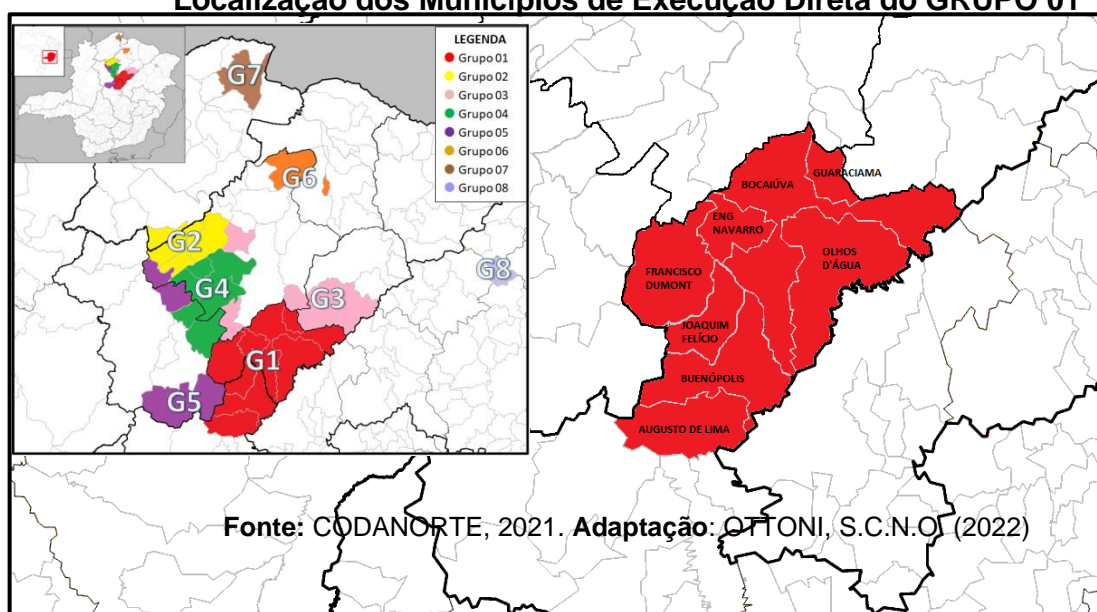 Localização dos Municípios de Execução Direta do GRUPO 01
LEGENDA
Grupo 01
Grupo 02
Grupo 03
Grupo 04
Grupo 05
Grupo 06
Grupo 07
Grupo 08
G7
G6
G2
G8
G4
G3
G1
G5
GUARACIAMA
BOCAIÚVA
ENG
NAVARRO
OLHOS
D'ÁGUA
FRANCISCO
DUMONT
JOAQUIM
FELÍCIO
BUENÓPOLIS
AUGUSTO DE LIMA
Fonte: CODANORTE, 2021. Adaptação: OTTONI, S.C.N.O. (2022)